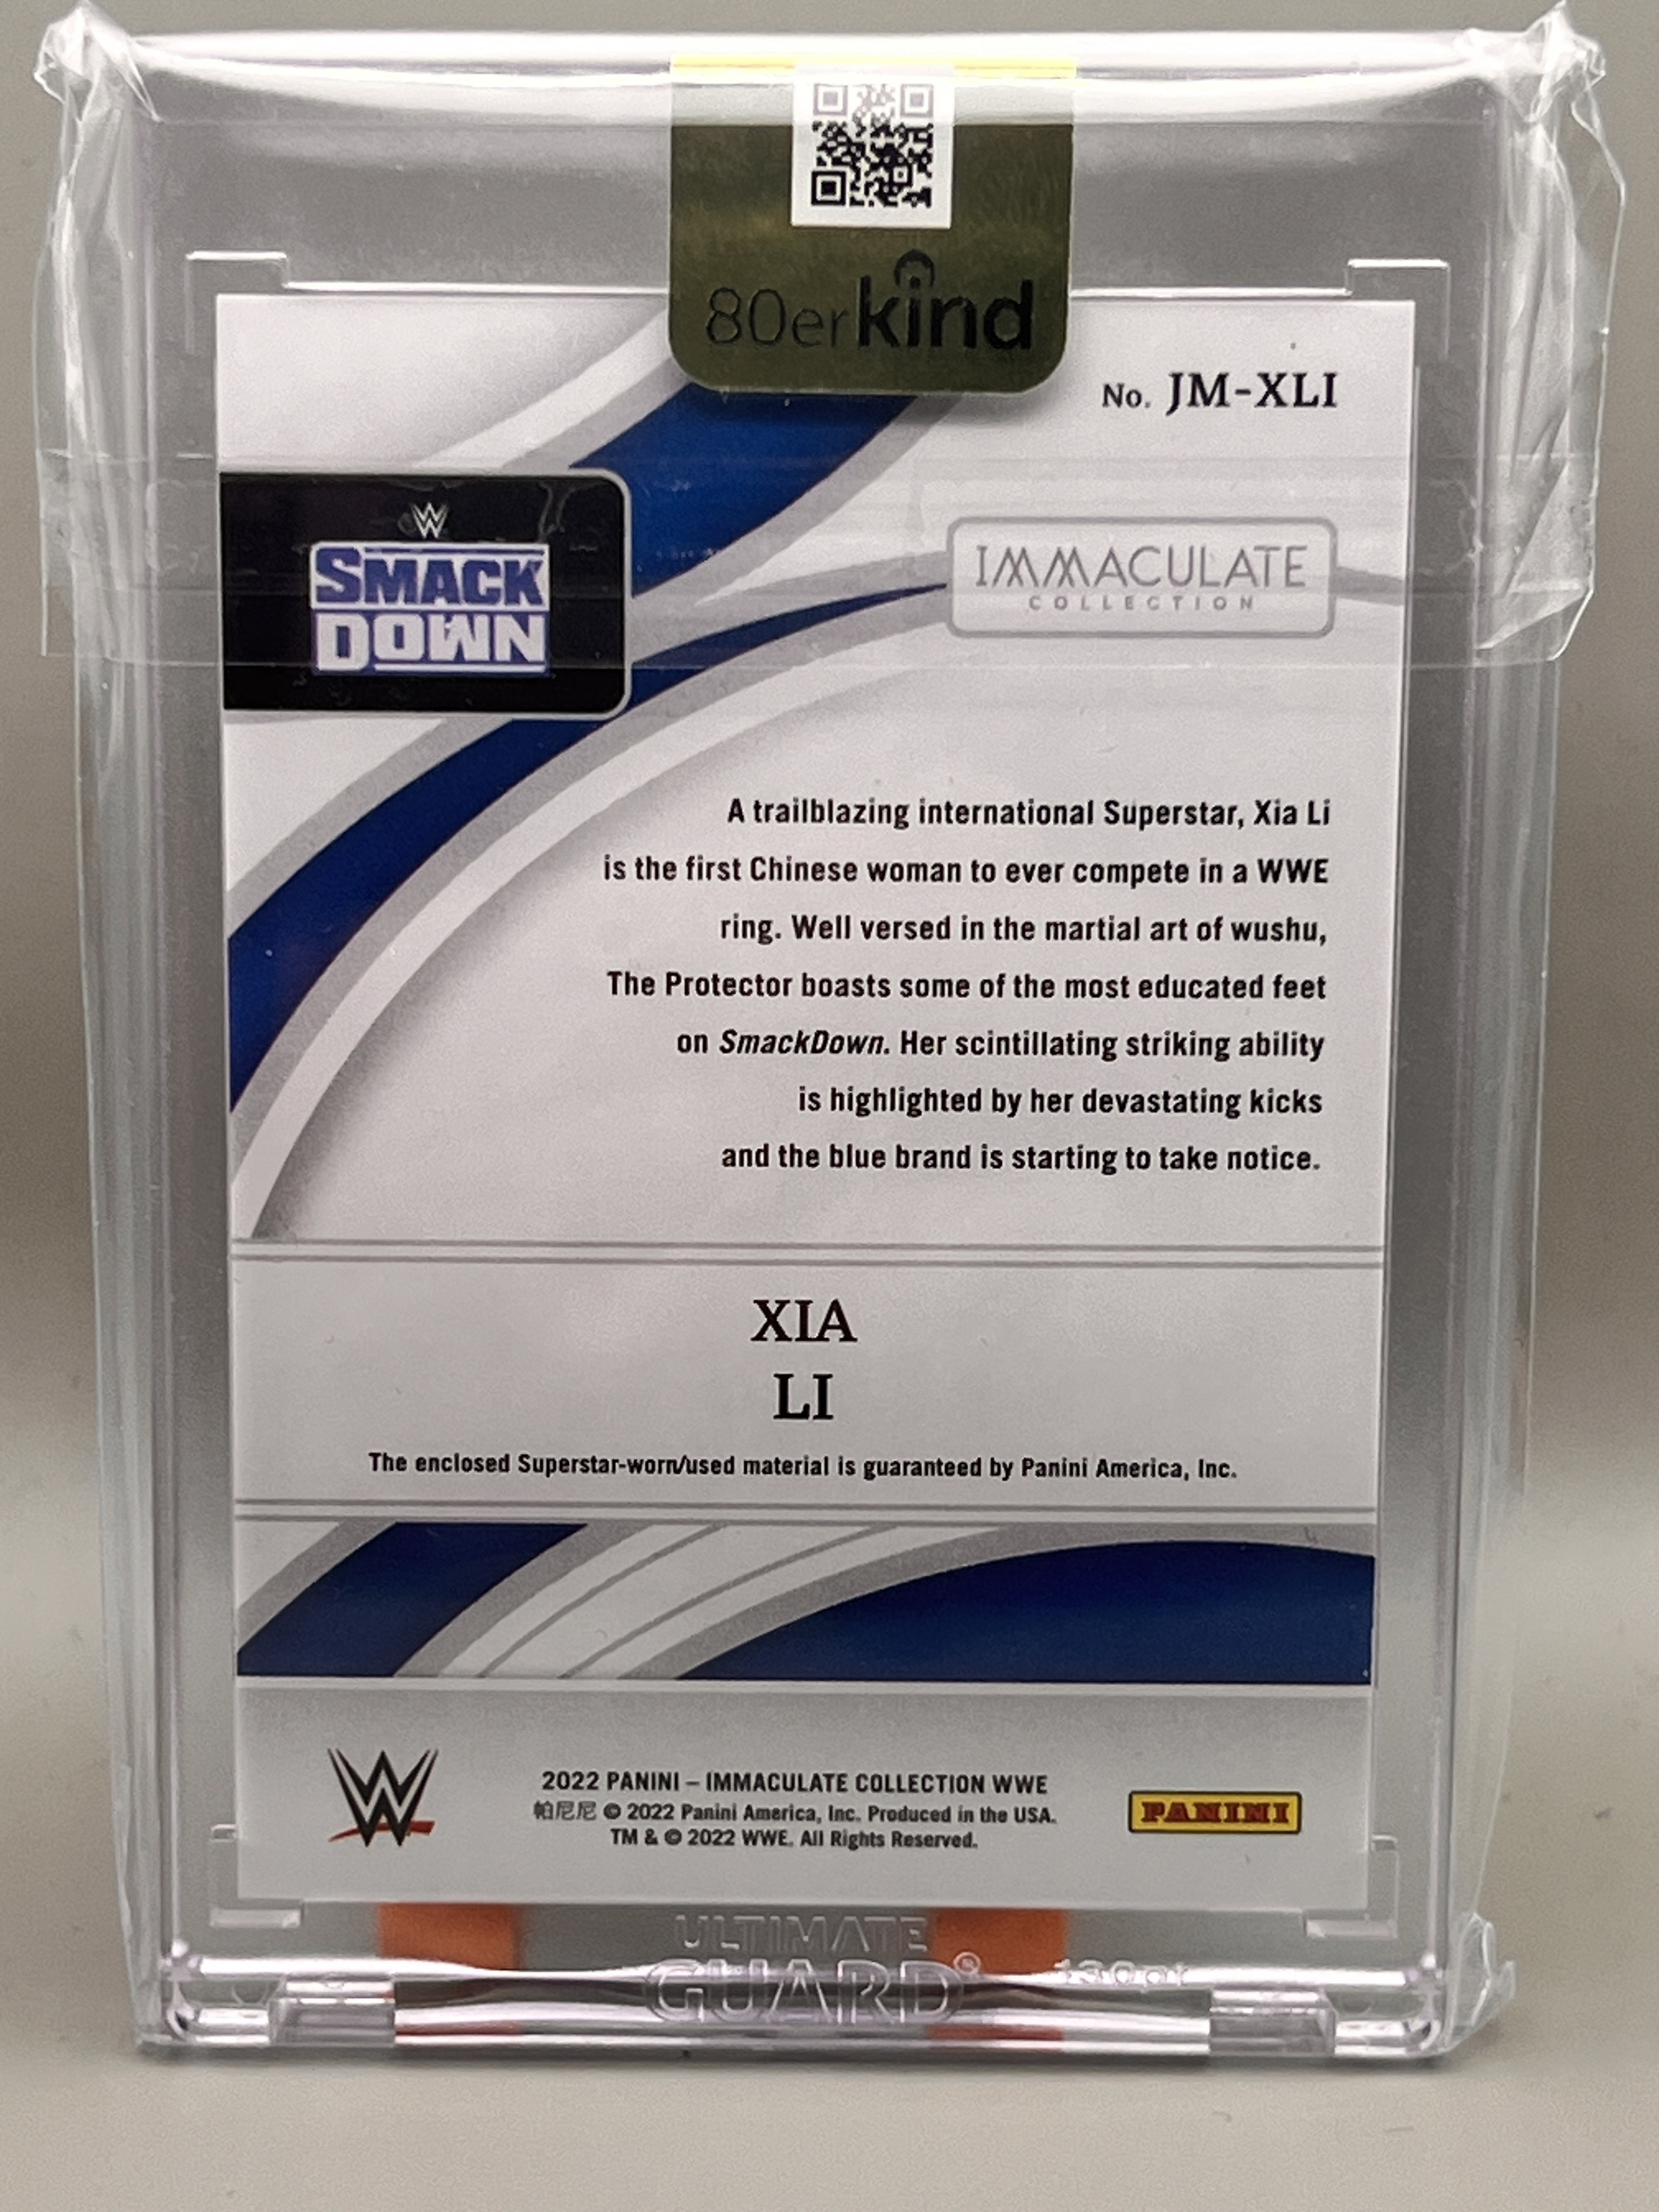 80erkind
No. JM-XLI
W
SMACK
DOWN
IMMACULATE
COLLECTION
A trailblazing international Superstar, Xia Li
is the first Chinese woman to ever compete in a WWE
ring. Well versed in the martial art of wushu,
The Protector boasts some of the most educated feet
on SmackDown. Her scintillating striking ability
is highlighted by her devastating kicks
and the blue brand is starting to take notice.
XIA
LI
The enclosed Superstar-worn/used material is guaranteed by Panini America, Inc.
W
2022 PANINI – IMMACULATE COLLECTION WWE
帕尼尼 © 2022 Panini America, Inc. Produced in the USA.
TM & © 2022 WWE. All Rights Reserved.
PANINI
ULTIMATE
GUARD® 130pt